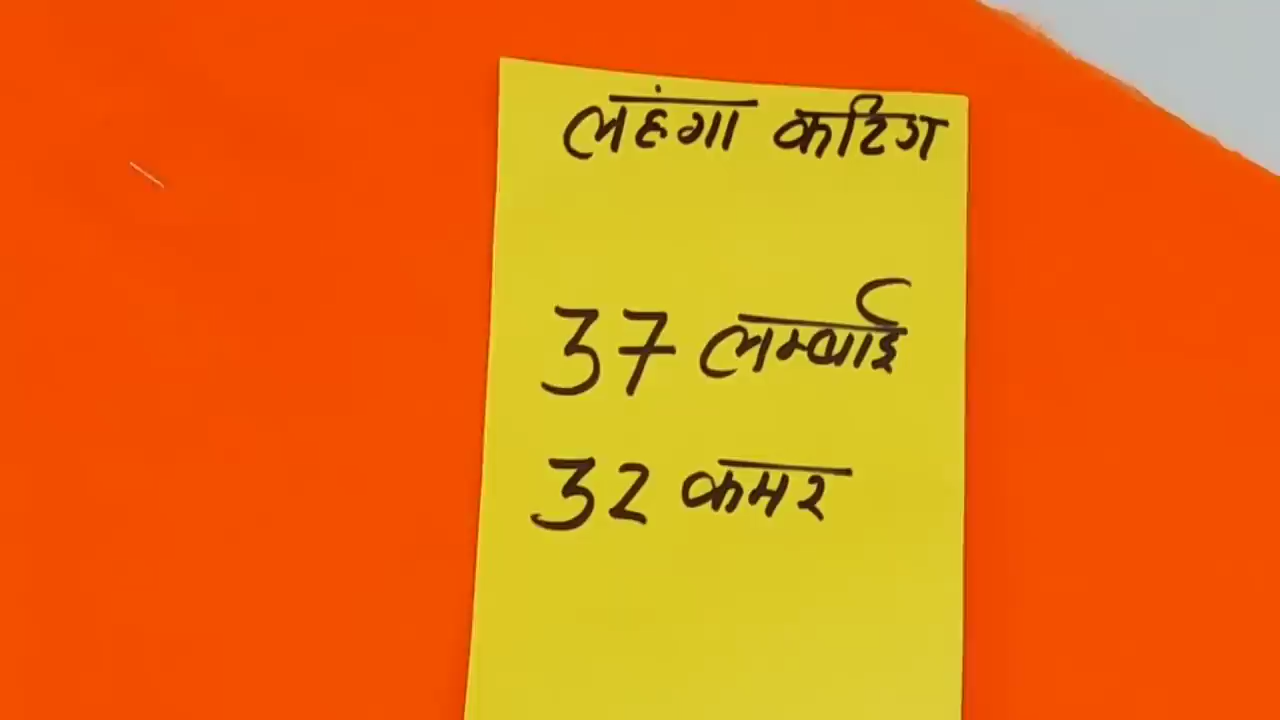 लहंगा कटिग
37 लम्बाई
32 कमर